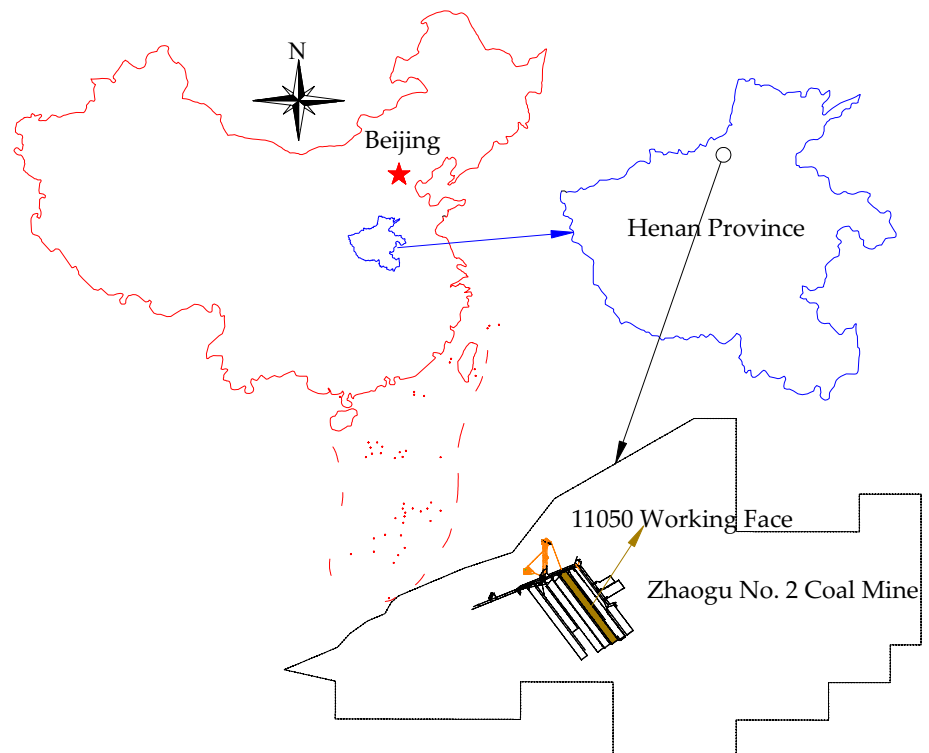 N
Beijing
Henan Province
11050 Working Face
Zhaogu No. 2 Coal Mine